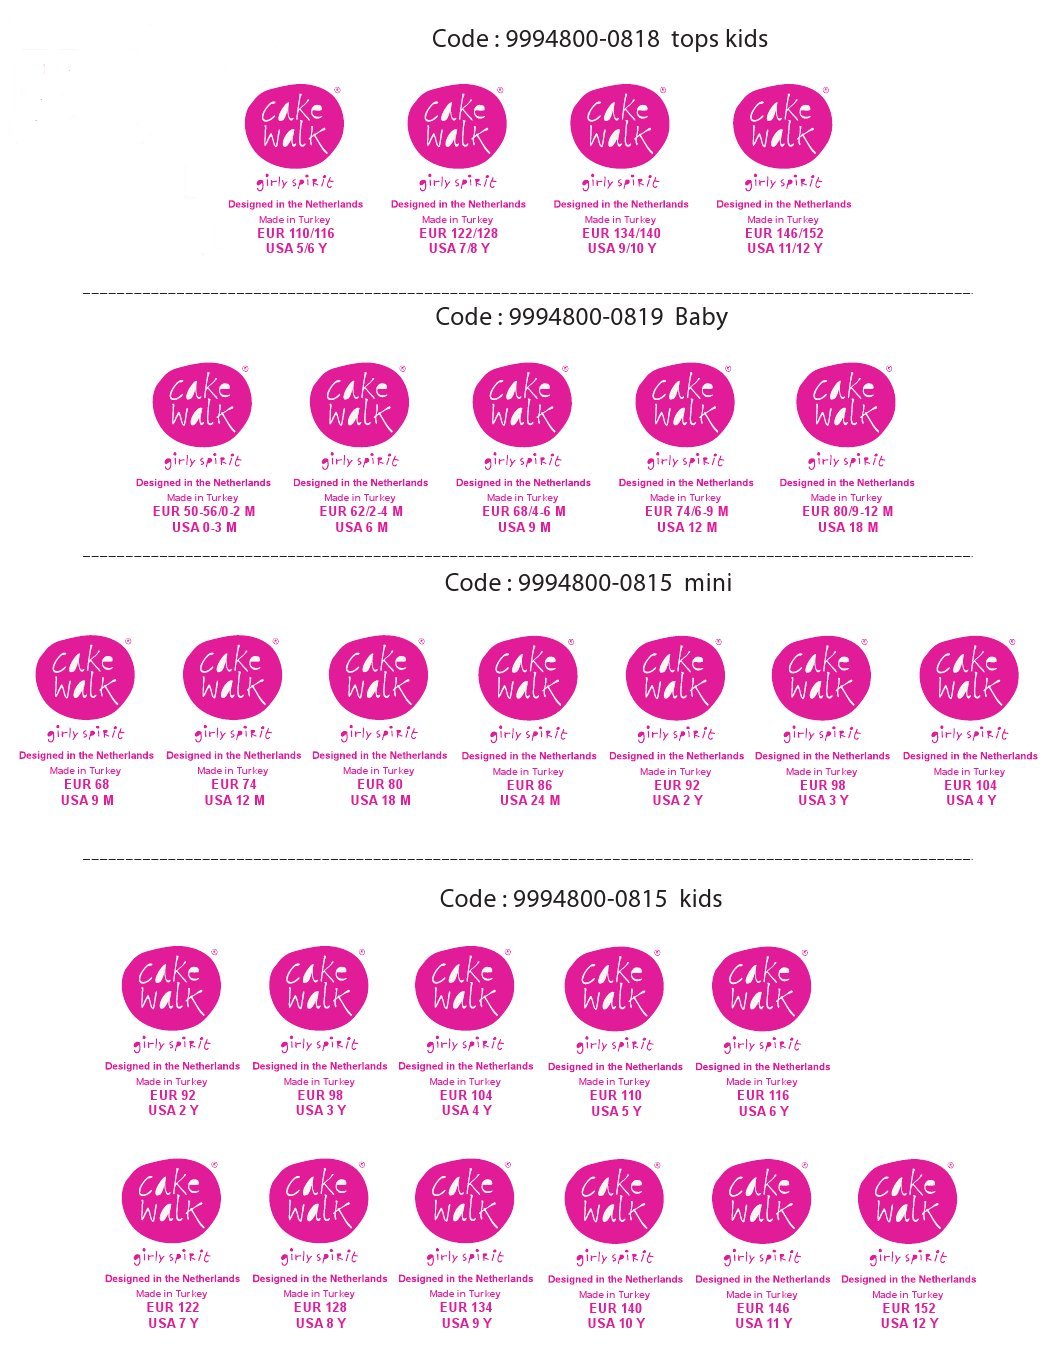 Code : 9994800-0818 tops kids
cake ® cake ® cake ® cake ®
walk walk walk walk
girly spirit girly spirit girly spirit girly spirit
Designed in the Netherlands Designed in the Netherlands Designed in the Netherlands Designed in the Netherlands
Made in Turkey Made in Turkey Made in Turkey Made in Turkey
EUR 110/116 EUR 122/128 EUR 134/140 EUR 146/152
USA 5/6 Y USA 7/8 Y USA 9/10 Y USA 11/12 Y
Code : 9994800-0819 Baby
cake ® cake ® cake ® cake ® cake ®
walk walk walk walk walk
girly spirit girly spirit girly spirit girly spirit girly spirit
Designed in the Netherlands Designed in the Netherlands Designed in the Netherlands Designed in the Netherlands Designed in the Netherlands
Made in Turkey Made in Turkey Made in Turkey Made in Turkey Made in Turkey
EUR 50-56/0-2 M EUR 62/2-4 M EUR 68/4-6 M EUR 74/6-9 M EUR 80/9-12 M
USA 0-3 M USA 6 M USA 9 M USA 12 M USA 18 M
Code : 9994800-0815 mini
cake ® cake ® cake ® cake ® cake ® cake ® cake ®
walk walk walk walk walk walk walk
girly spirit girly spirit girly spirit girly spirit girly spirit girly spirit girly spirit
Designed in the Netherlands Designed in the Netherlands Designed in the Netherlands Designed in the Netherlands Designed in the Netherlands Designed in the Netherlands Designed in the Netherlands
Made in Turkey Made in Turkey Made in Turkey Made in Turkey Made in Turkey Made in Turkey Made in Turkey
EUR 68 EUR 74 EUR 80 EUR 86 EUR 92 EUR 98 EUR 104
USA 9 M USA 12 M USA 18 M USA 24 M USA 2 Y USA 3 Y USA 4 Y
Code : 9994800-0815 kids
cake ® cake ® cake ® cake ® cake ®
walk walk walk walk walk
girly spirit girly spirit girly spirit girly spirit girly spirit
Designed in the Netherlands Designed in the Netherlands Designed in the Netherlands Designed in the Netherlands Designed in the Netherlands
Made in Turkey Made in Turkey Made in Turkey Made in Turkey Made in Turkey
EUR 92 EUR 98 EUR 104 EUR 110 EUR 116
USA 2 Y USA 3 Y USA 4 Y USA 5 Y USA 6 Y
cake ® cake ® cake ® cake ® cake ® cake ®
walk walk walk walk walk walk
girly spirit girly spirit girly spirit girly spirit girly spirit girly spirit
Designed in the Netherlands Designed in the Netherlands Designed in the Netherlands Designed in the Netherlands Designed in the Netherlands Designed in the Netherlands
Made in Turkey Made in Turkey Made in Turkey Made in Turkey Made in Turkey Made in Turkey
EUR 122 EUR 128 EUR 134 EUR 140 EUR 146 EUR 152
USA 7 Y USA 8 Y USA 9 Y USA 10 Y USA 11 Y USA 12 Y